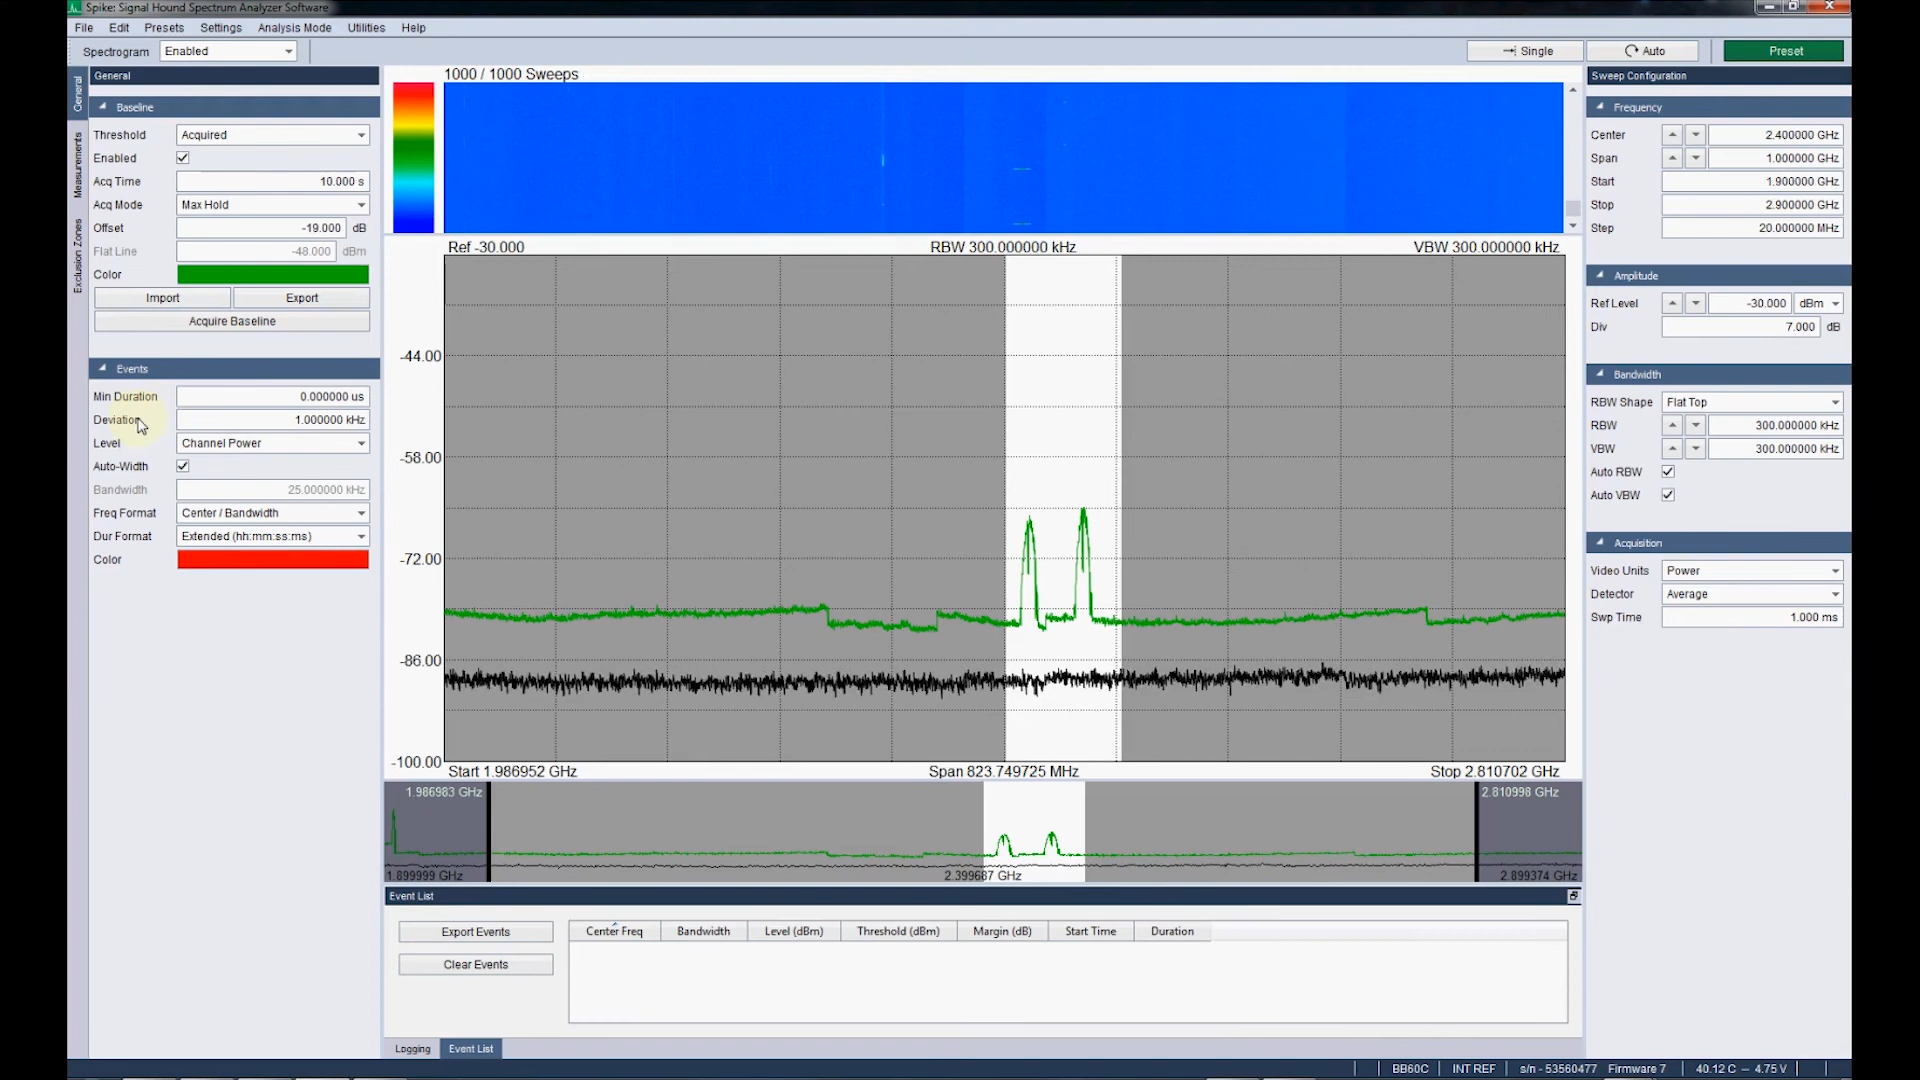 Spike: Signal Hound Spectrum Analyzer Software
File Edit Presets Settings Analysis Mode Utilities Help
Spectrogram Enabled Single Auto Preset
General
Measurements
Exclusion Zones
General
Baseline
Threshold Acquired
Enabled
Acq Time 10.000 s
Acq Mode Max Hold
Offset -19.000 dB
Flat Line -48.000 dBm
Color
Import Export
Acquire Baseline
Events
Min Duration 0.000000 us
Deviation 1.000000 kHz
Level Channel Power
Auto-Width
Bandwidth 25.000000 kHz
Freq Format Center / Bandwidth
Dur Format Extended (hh:mm:ss:ms)
Color
1000 / 1000 Sweeps
Ref -30.000 RBW 300.000000 kHz VBW 300.000000 kHz
-44.00
-58.00
-72.00
-86.00
-100.00
Start 1.986952 GHz Span 823.749725 MHz Stop 2.810702 GHz
1.986983 GHz 2.810998 GHz
1.899999 GHz 2.399687 GHz 2.899374 GHz
Event List
Export Events
Clear Events
Center Freq Bandwidth Level (dBm) Threshold (dBm) Margin (dB) Start Time Duration
Logging Event List
Sweep Configuration
Frequency
Center 2.400000 GHz
Span 1.000000 GHz
Start 1.900000 GHz
Stop 2.900000 GHz
Step 20.000000 MHz
Amplitude
Ref Level -30.000 dBm
Div 7.000 dB
Bandwidth
RBW Shape Flat Top
RBW 300.000000 kHz
VBW 300.000000 kHz
Auto RBW
Auto VBW
Acquisition
Video Units Power
Detector Average
Swp Time 1.000 ms
BB60C INT REF s/n - 53560477 Firmware 7 40.12 C — 4.75 V